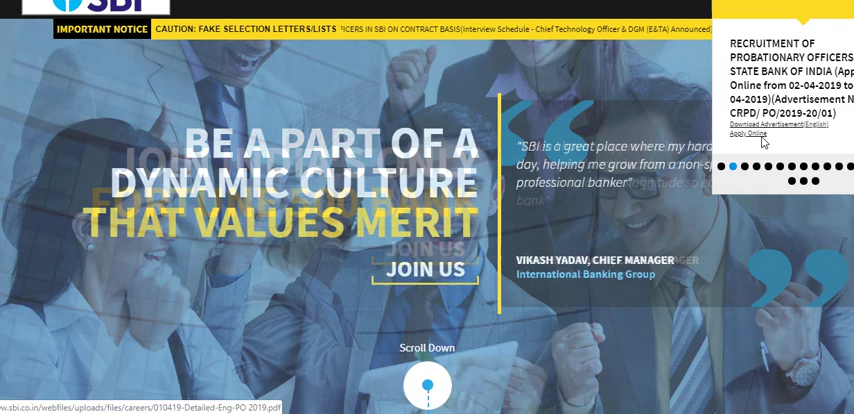 SBI
IMPORTANT NOTICE
CAUTION: FAKE SELECTION LETTERS/LISTS
ICERS IN SBI ON CONTRACT BASIS(Interview Schedule - Chief Technology Officer & DGM (E&TA) Announced)
RECRUITMENT OF
PROBATIONARY OFFICERS
STATE BANK OF INDIA (App
Online from 02-04-2019 to
04-2019)(Advertisement N
CRPD/ PO/2019-20/01)
Download Advertisement(English)
Apply Online
BE A PART OF A
DYNAMIC CULTURE
THAT VALUES MERIT
JOIN US
JOIN US
"SBI is a great place where my hard
day, helping me grow from a non-sp
professional banker"
bank
VIKASH YADAV, CHIEF MANAGER
International Banking Group
Scroll Down
w.sbi.co.in/webfiles/uploads/files/careers/010419-Detailed-Eng-PO 2019.pdf